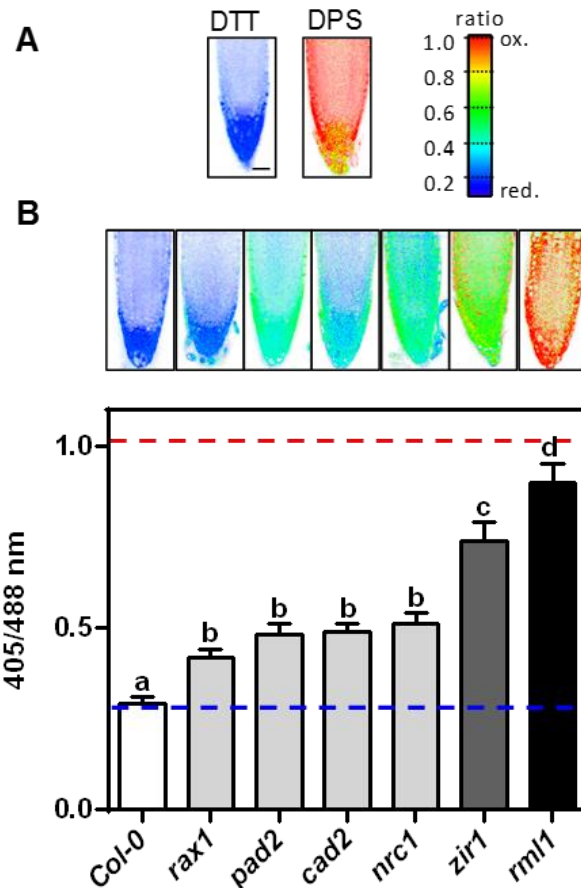 A
DTT
DPS
ratio
1.0
ox.
0.8
0.6
0.4
0.2
red.
B
405/488 nm
1.0
0.5
0.0
a
b
b
b
b
c
d
Col-0
rax1
pad2
cad2
nrc1
zir1
rml1